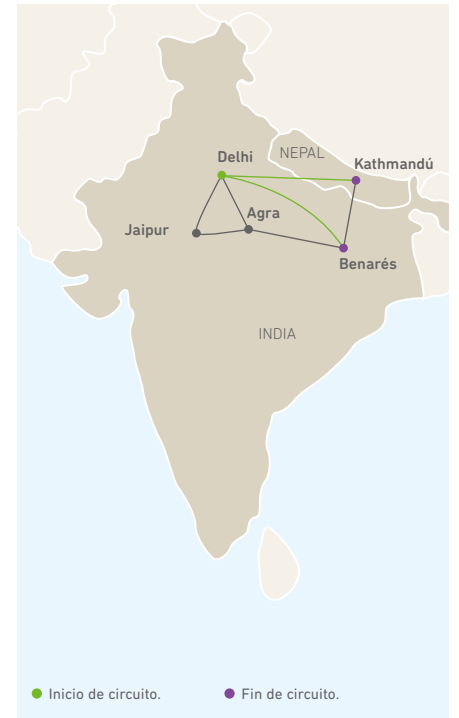 Delhi
NEPAL
Kathmandú
Jaipur
Agra
Benarés
INDIA
Inicio de circuito.
Fin de circuito.